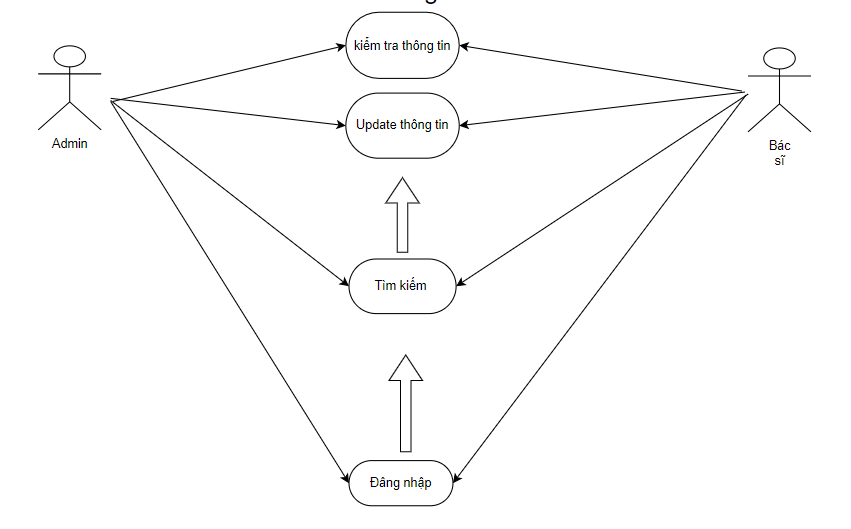 kiểm tra thông tin
Update thông tin
Admin
Bác
sĩ
Tìm kiếm
Đăng nhập